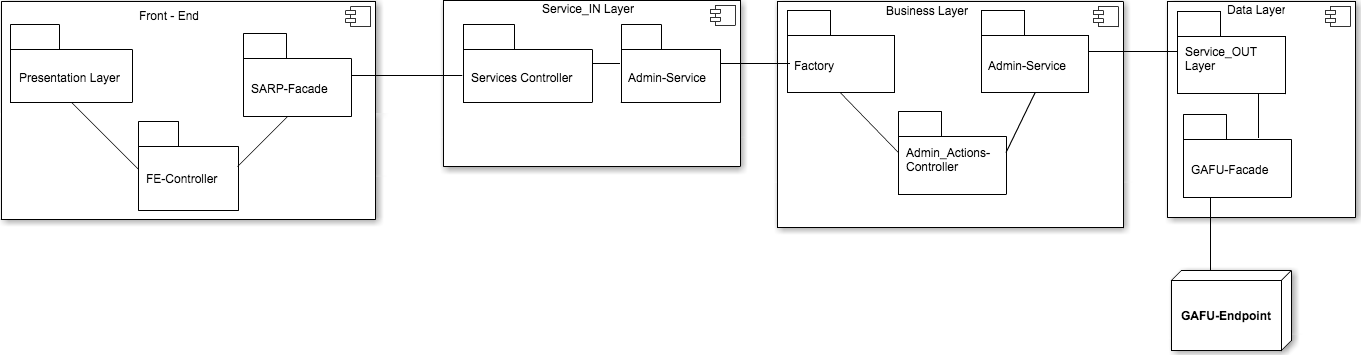 Front - End
Presentation Layer
SARP-Facade
FE-Controller
Service_IN Layer
Services Controller
Admin-Service
Business Layer
Factory
Admin-Service
Admin_Actions-
Controller
Data Layer
Service_OUT
Layer
GAFU-Facade
GAFU-Endpoint